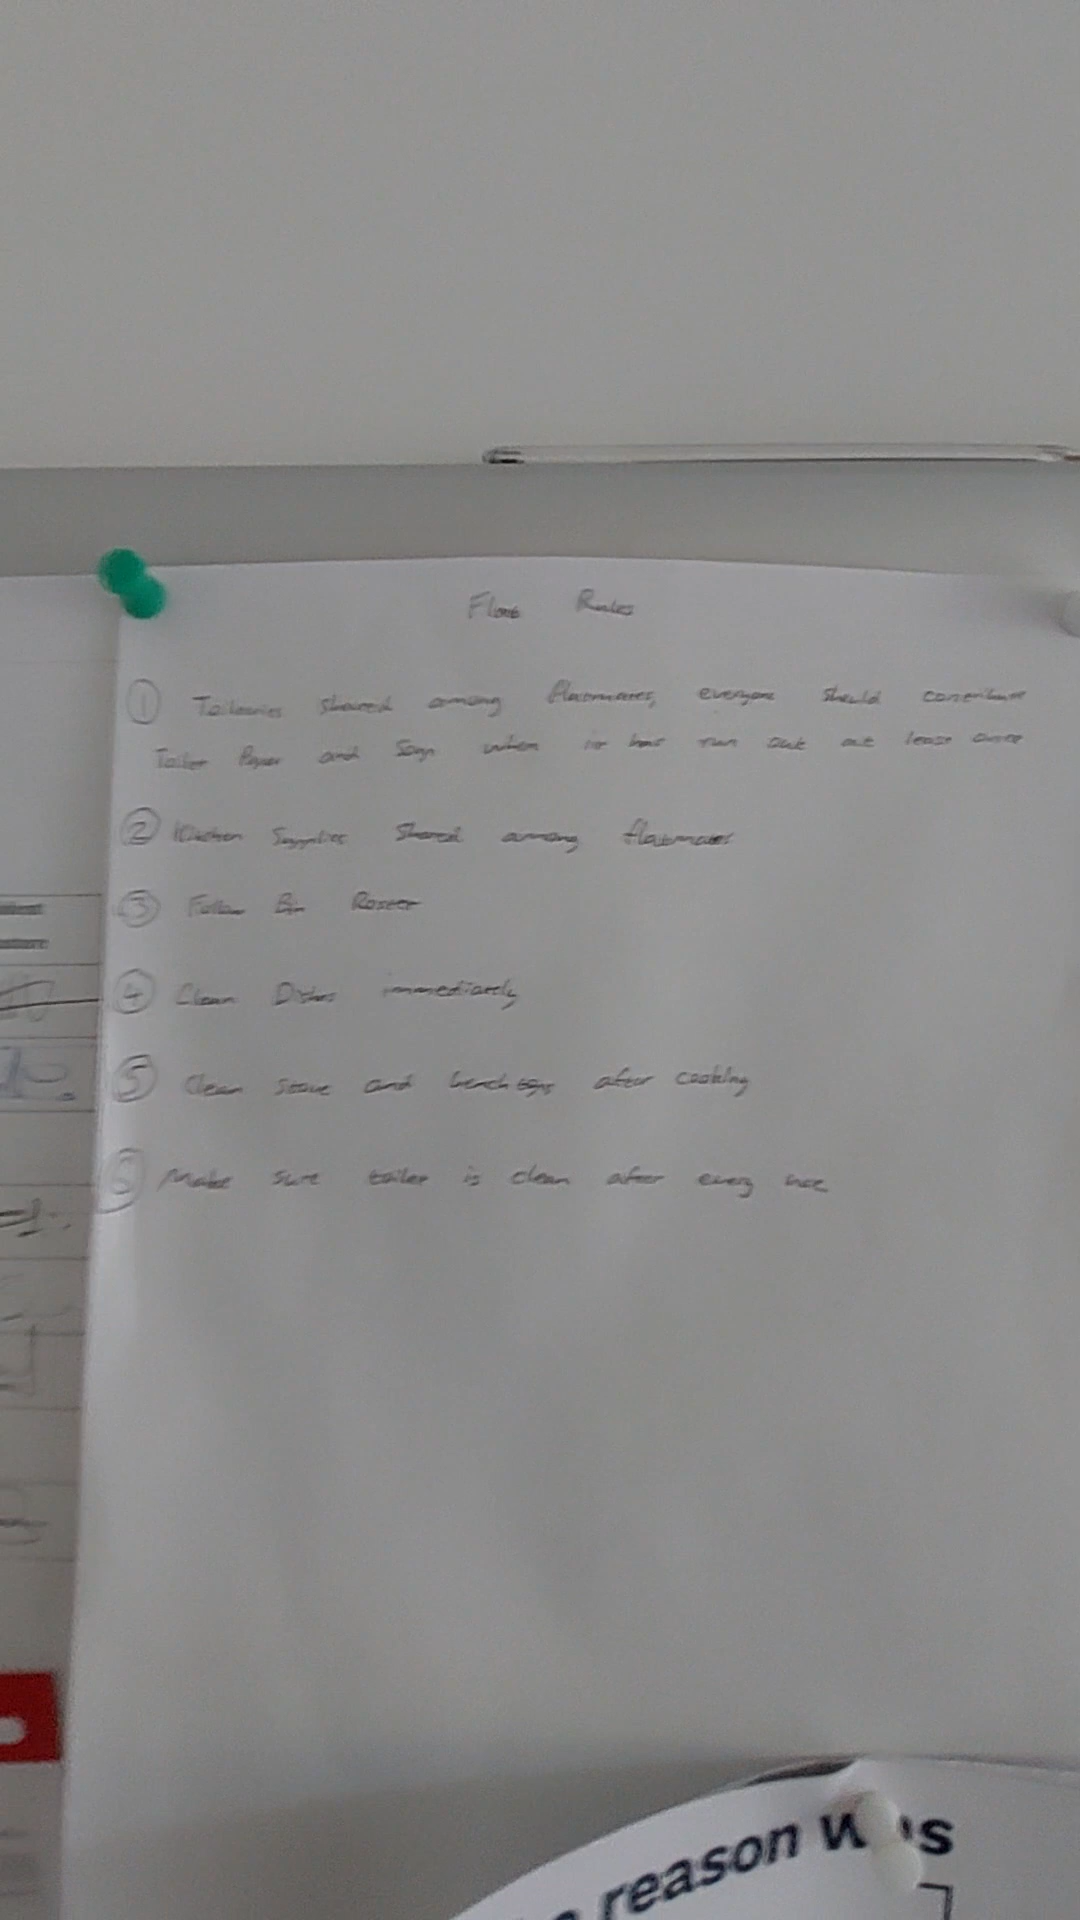 Flat Rules
① Toiletries shared among flatmates, everyone should contribute
Toilet Paper and Soap when it has run out at least once
② Kitchen Supplies shared among flatmates
③ Follow Bin Roster
④ Clean Dishes immediately
⑤ Clean stove and benchtops after cooking
⑥ Make sure toilet is clean after every use
reason was